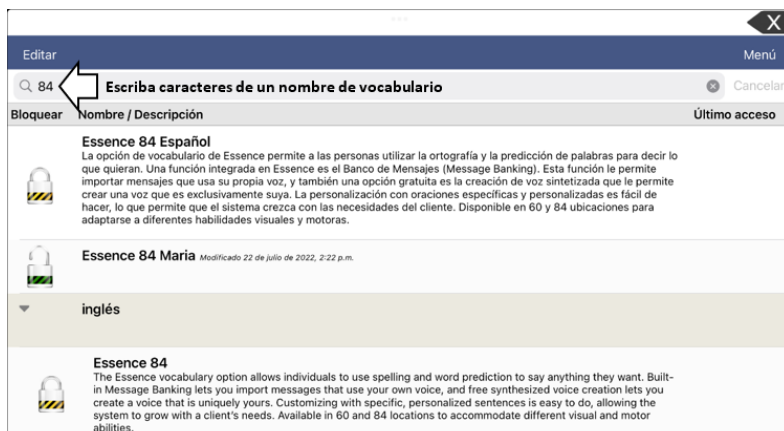 Editar
Menú
84
Escriba caracteres de un nombre de vocabulario
Cancelar
Bloquear
Nombre / Descripción
Último acceso
Essence 84 Español
La opción de vocabulario de Essence permite a las personas utilizar la ortografía y la predicción de palabras para decir lo
que quieran. Una función integrada en Essence es el Banco de Mensajes (Message Banking). Esta función le permite
importar mensajes que usa su propia voz, y también una opción gratuita es la creación de voz sintetizada que le permite
crear una voz que es exclusivamente suya. La personalización con oraciones específicas y personalizadas es fácil de
hacer, lo que permite que el sistema crezca con las necesidades del cliente. Disponible en 60 y 84 ubicaciones para
adaptarse a diferentes habilidades visuales y motoras.
Essence 84 Maria Modificado 22 de julio de 2022, 2:22 p.m.
inglés
Essence 84
The Essence vocabulary option allows individuals to use spelling and word prediction to say anything they want. Built-
in Message Banking lets you import messages that use your own voice, and free synthesized voice creation lets you
create a voice that is uniquely yours. Customizing with specific, personalized sentences is easy to do, allowing the
system to grow with a client's needs. Available in 60 and 84 locations to accommodate different visual and motor
abilities.